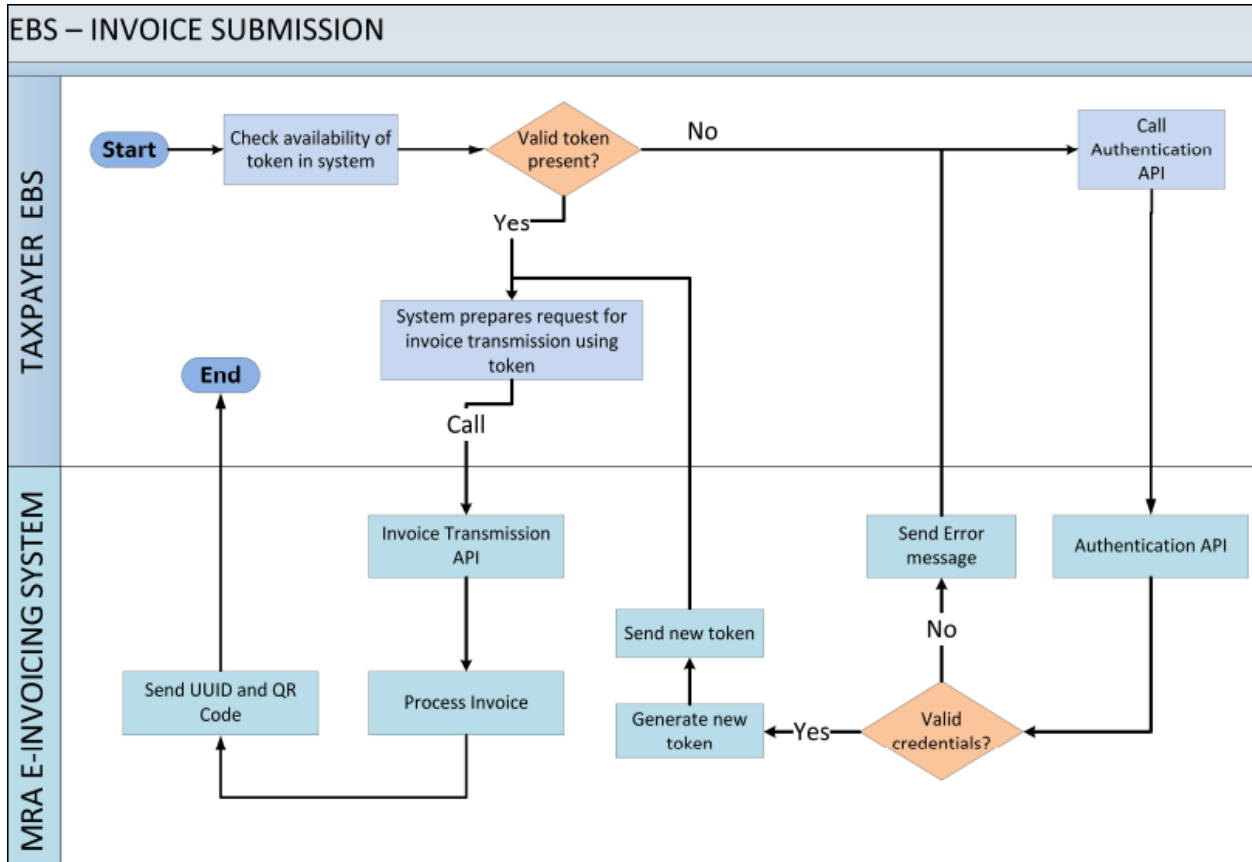 EBS – INVOICE SUBMISSION
TAXPAYER EBS
Start
Check availability of
token in system
Valid token
present?
No
Call
Authentication
API
Yes
System prepares request for
invoice transmission using
token
End
Call
MRA E-INVOICING SYSTEM
Invoice Transmission
API
Send Error
message
Authentication API
Send new token
No
Send UUID and QR
Code
Process Invoice
Generate new
token
Yes
Valid
credentials?